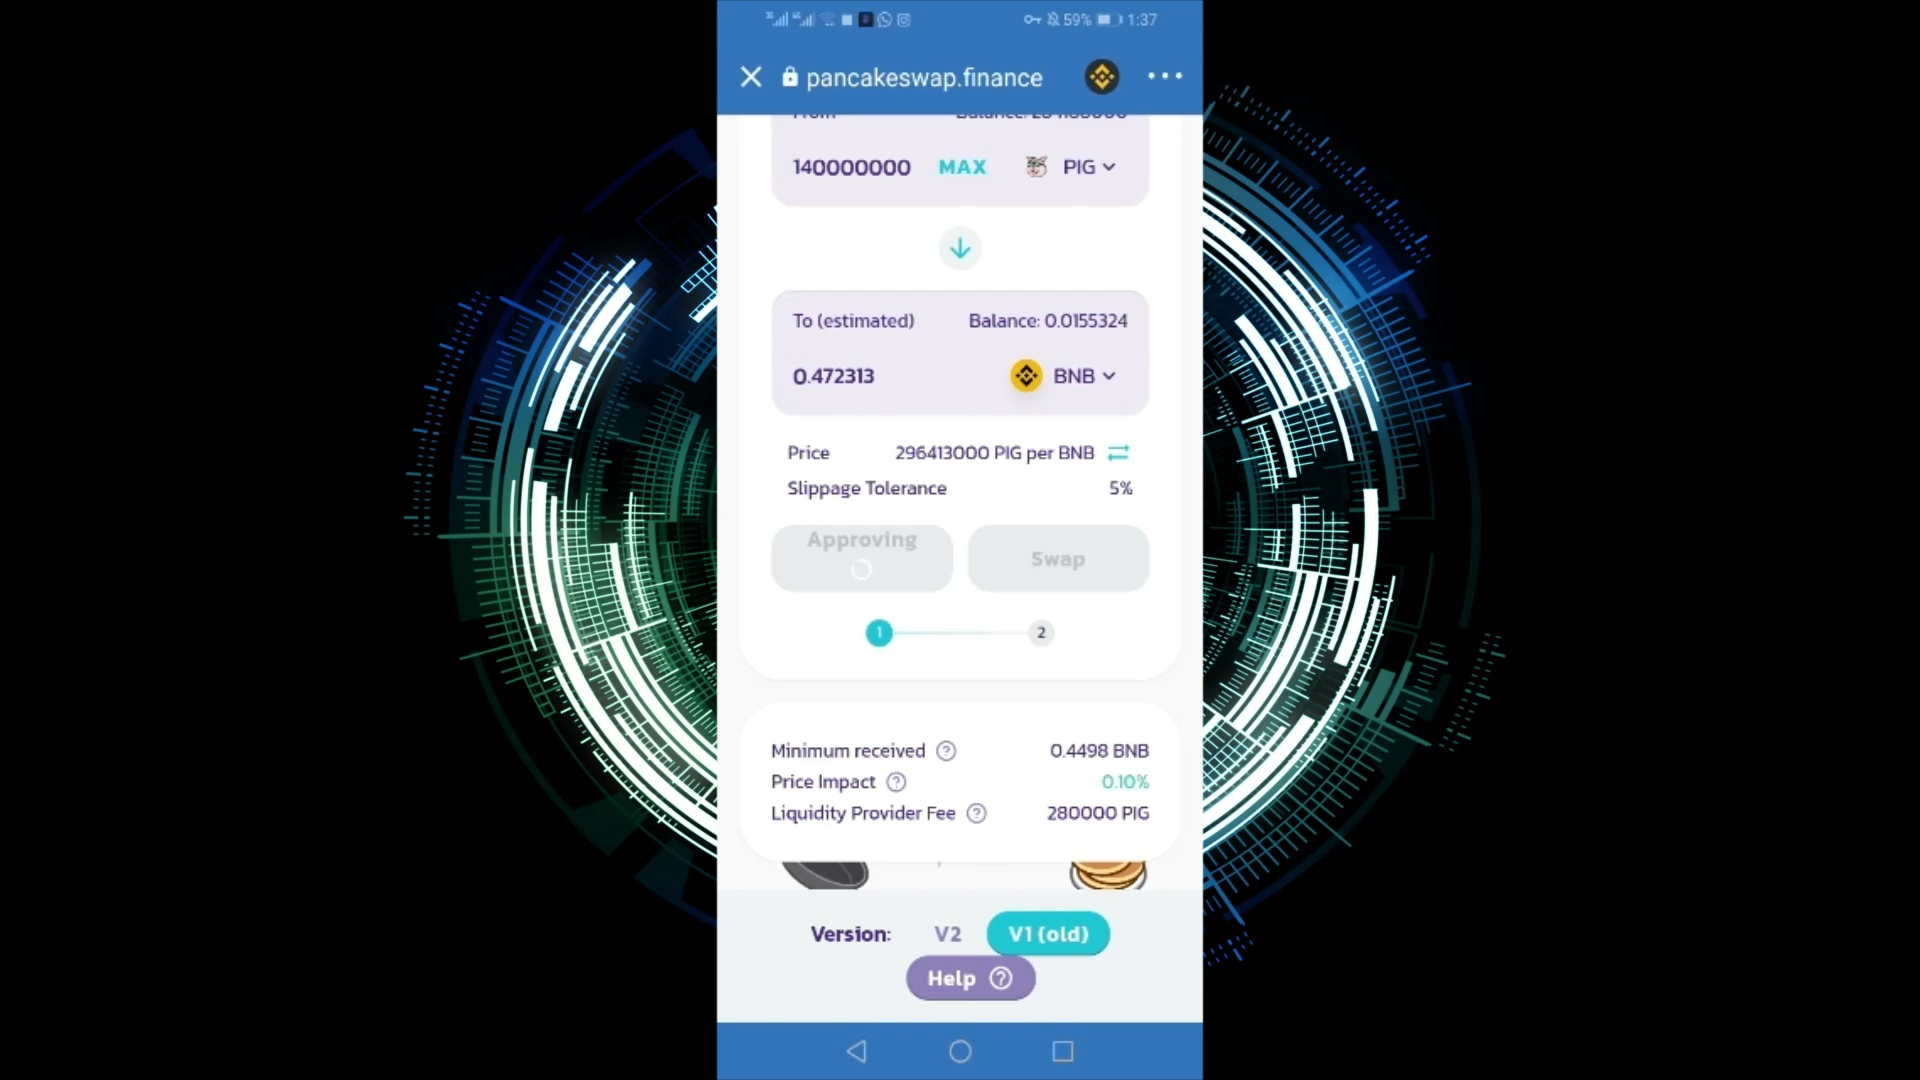 59% 1:37
pancakeswap.finance
From Balance:
140000000 MAX PIG
To (estimated) Balance: 0.0155324
0.472313 BNB
Price 296413000 PIG per BNB
Slippage Tolerance 5%
Approving Swap
1 2
Minimum received ? 0.4498 BNB
Price Impact ? 0.10%
Liquidity Provider Fee ? 280000 PIG
Version: V2 V1 (old)
Help ?